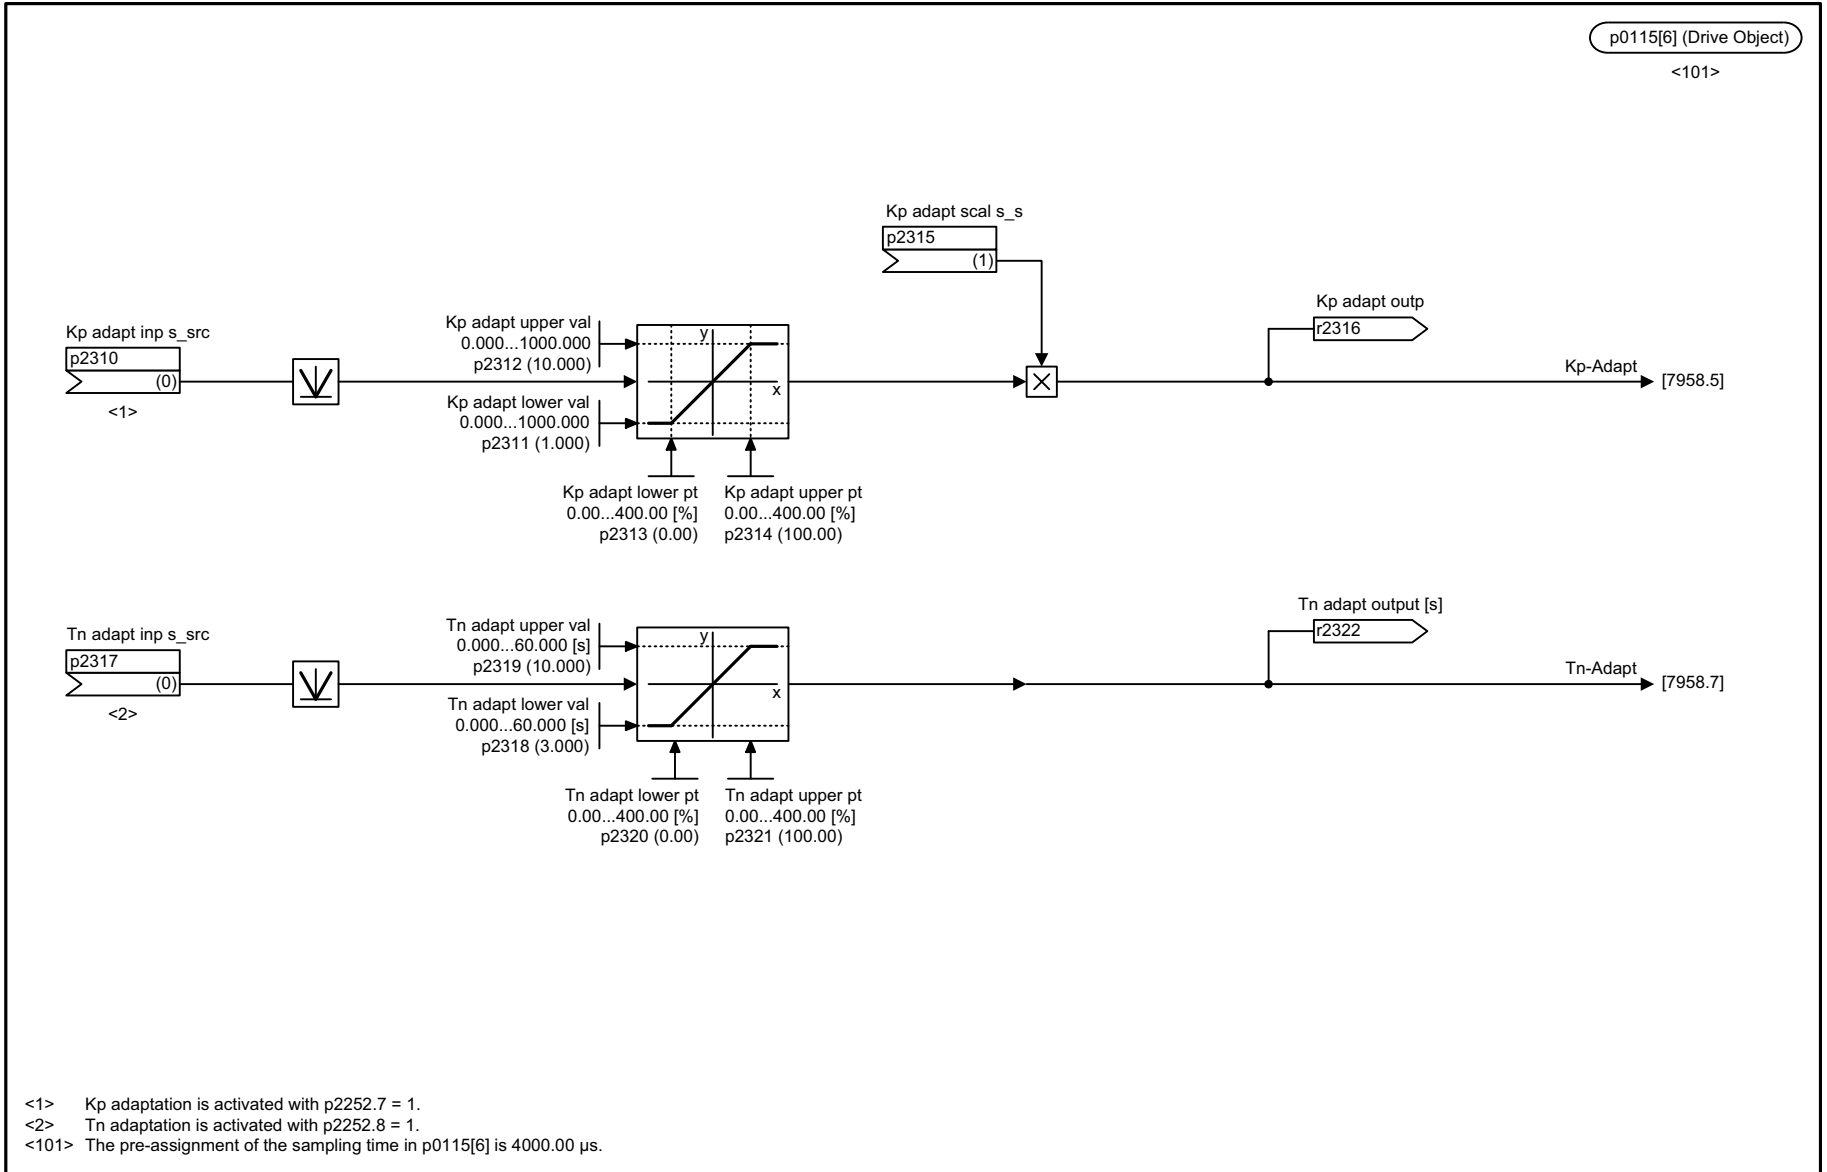 p0115[6] (Drive Object)
<101>
Kp adapt scal s_s
p2315
(1)
Kp adapt outp
r2316
Kp adapt inp s_src
p2310
(0)
<1>
Kp adapt upper val
0.000...1000.000
p2312 (10.000)
y
x
Kp adapt lower val
0.000...1000.000
p2311 (1.000)
Kp-Adapt
[7958.5]
Kp adapt lower pt
0.00...400.00 [%]
p2313 (0.00)
Kp adapt upper pt
0.00...400.00 [%]
p2314 (100.00)
Tn adapt output [s]
r2322
Tn adapt inp s_src
p2317
(0)
<2>
Tn adapt upper val
0.000...60.000 [s]
p2319 (10.000)
y
x
Tn adapt lower val
0.000...60.000 [s]
p2318 (3.000)
Tn-Adapt
[7958.7]
Tn adapt lower pt
0.00...400.00 [%]
p2320 (0.00)
Tn adapt upper pt
0.00...400.00 [%]
p2321 (100.00)
<1> Kp adaptation is activated with p2252.7 = 1.
<2> Tn adaptation is activated with p2252.8 = 1.
<101> The pre-assignment of the sampling time in p0115[6] is 4000.00 µs.